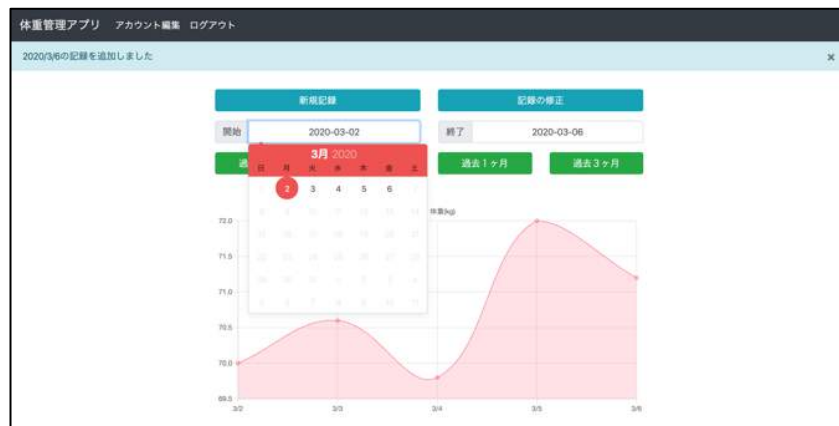 体重管理アプリ アカウント編集 ログアウト
2020/3/6の記録を追加しました ×
新規記録 記録の修正
開始 2020-03-02 終了 2020-03-06
過 過去1ヶ月 過去3ヶ月
3月 2020
日 月 火 水 木 金 土
2 3 4 5 6
体重(kg)
72.0
71.5
71.0
70.5
70.0
69.5
3/2 3/3 3/4 3/5 3/6